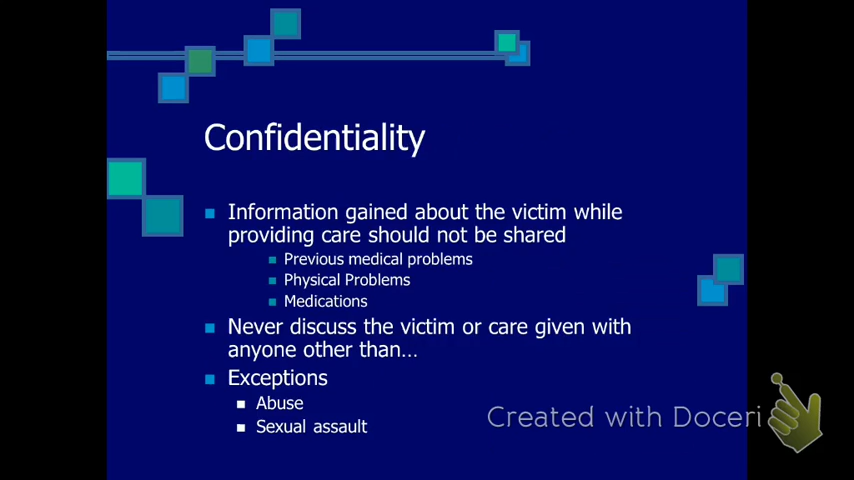 Confidentiality
Information gained about the victim while
providing care should not be shared
Previous medical problems
Physical Problems
Medications
Never discuss the victim or care given with
anyone other than…
Exceptions
Abuse
Sexual assault
Created with Doceri